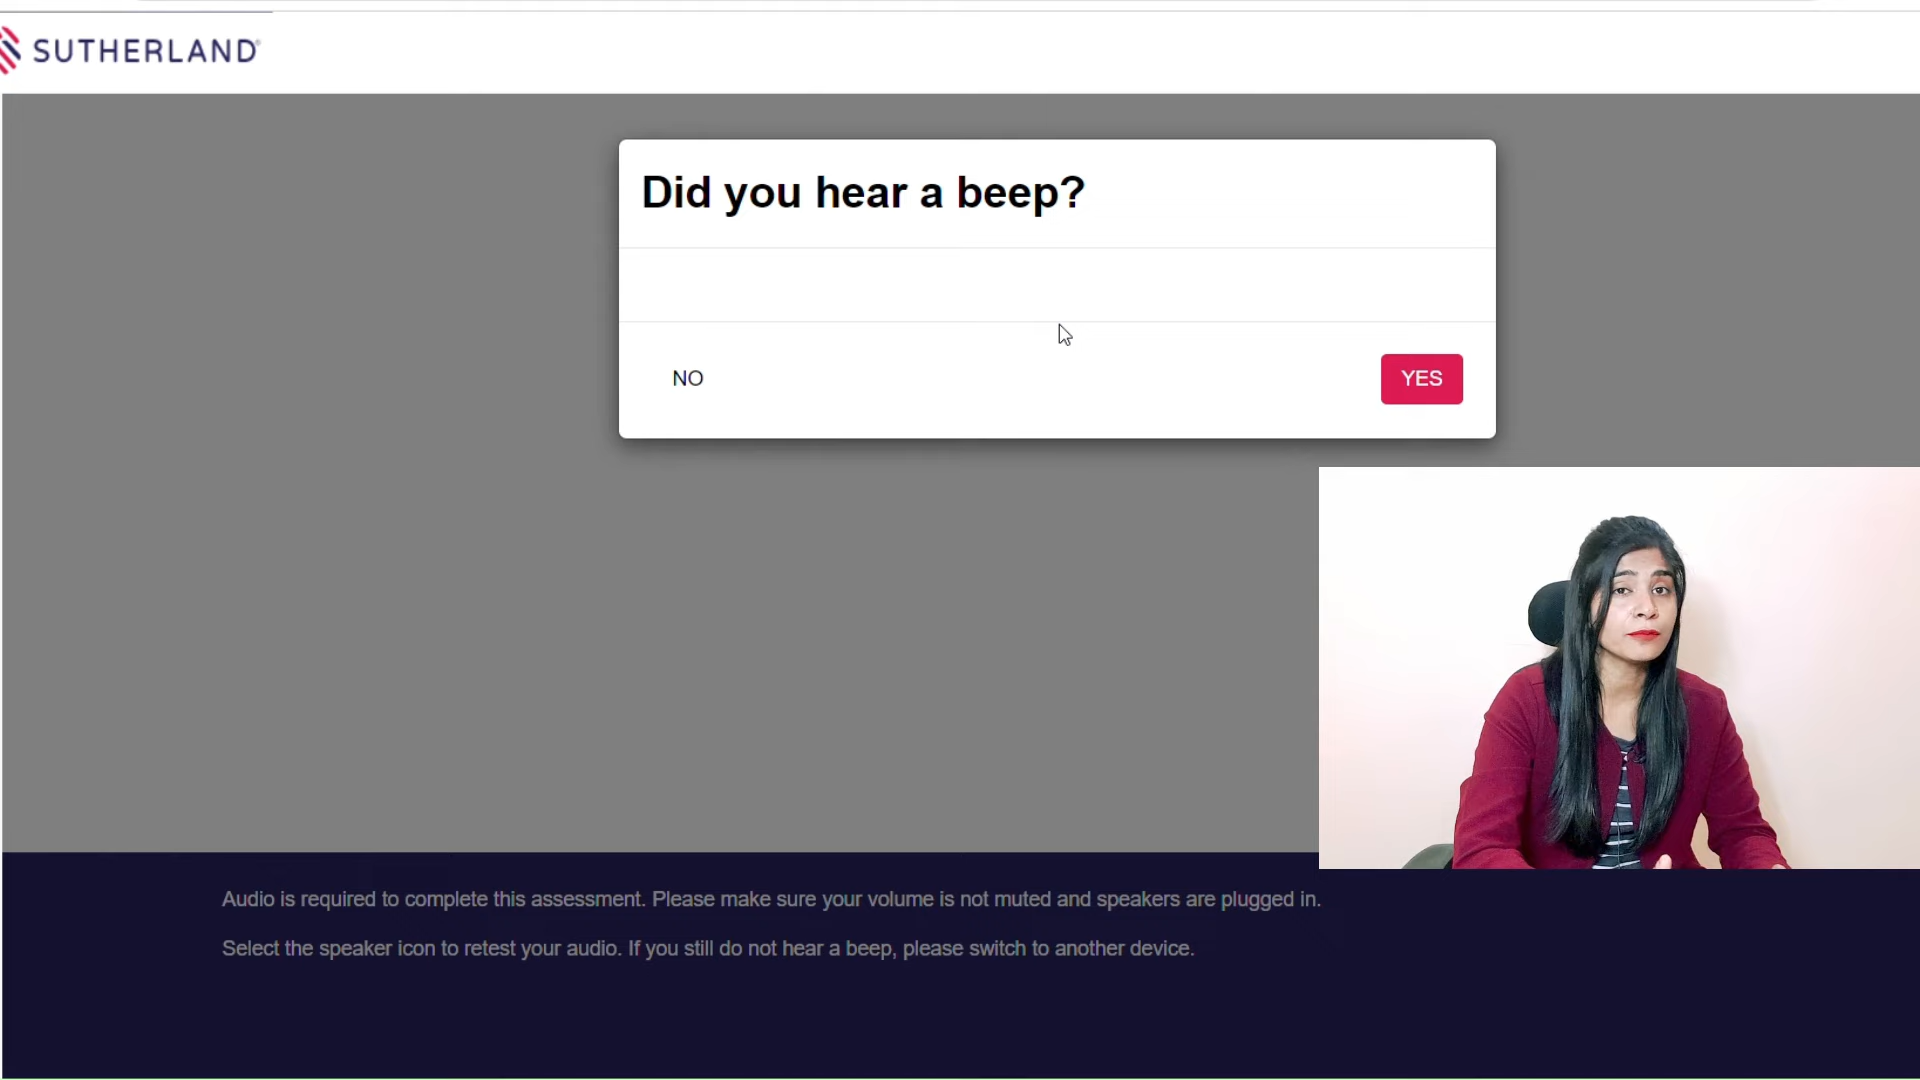 SUTHERLAND
Did you hear a beep?
NO
YES
Audio is required to complete this assessment. Please make sure your volume is not muted and speakers are plugged in.
Select the speaker icon to retest your audio. If you still do not hear a beep, please switch to another device.